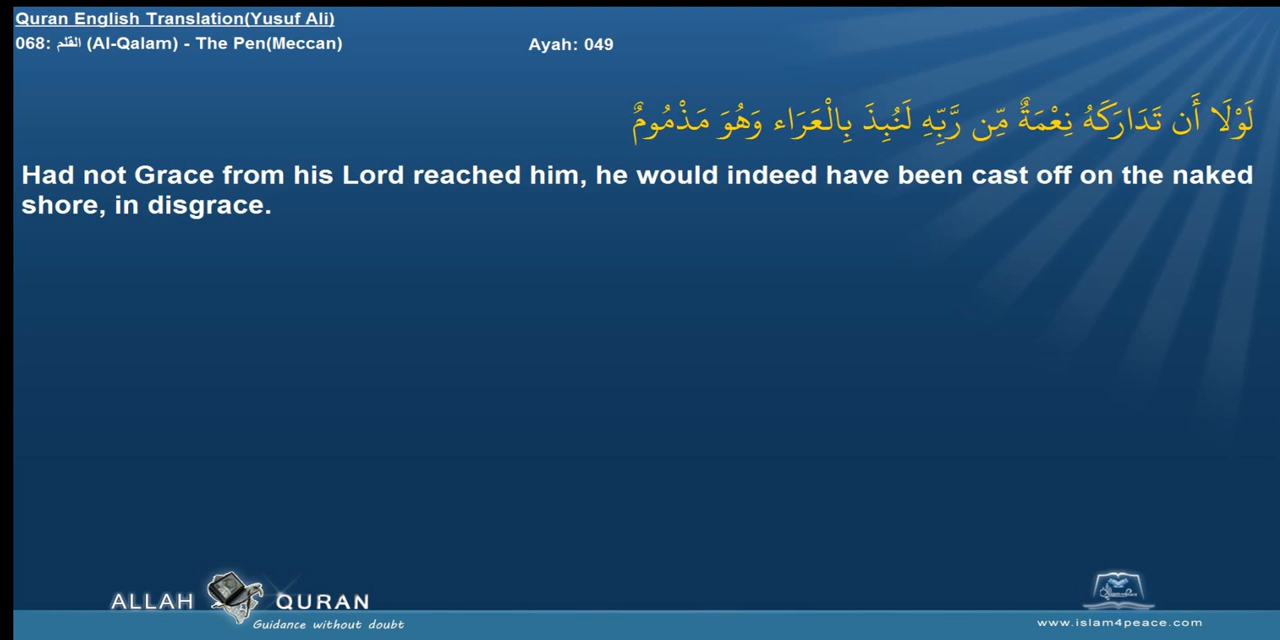 Quran English Translation(Yusuf Ali)
068: القلم (Al-Qalam) - The Pen(Meccan) Ayah: 049
لَوْلَا أَن تَدَارَكَهُ نِعْمَةٌ مِّن رَّبِّهِ لَنُبِذَ بِالْعَرَاء وَهُوَ مَذْمُومٌ
Had not Grace from his Lord reached him, he would indeed have been cast off on the naked
shore, in disgrace.
ALLAH QURAN
Guidance without doubt
www.islam4peace.com